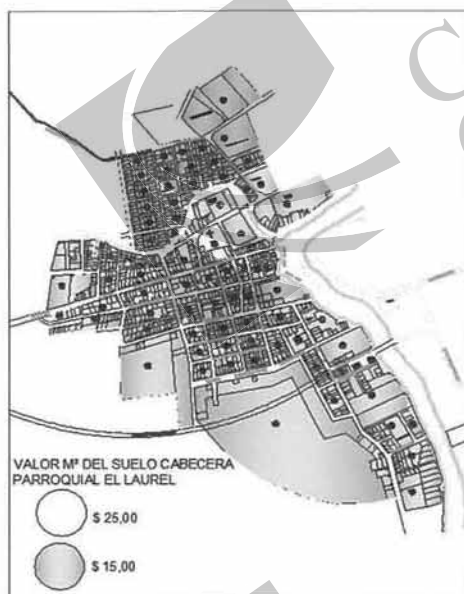 VALOR M² DEL SUELO CABECERA
PARROQUIAL EL LAUREL
$ 25,00
$ 15,00